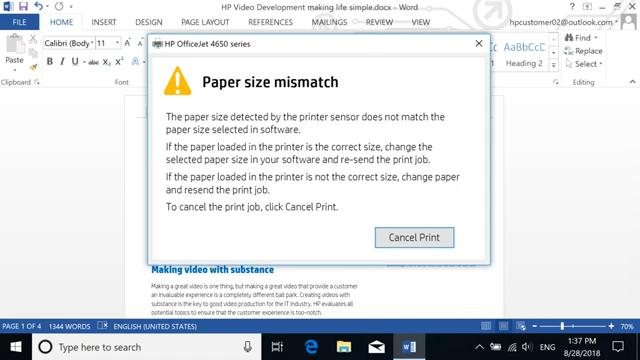 HP Video Development making life simple.docx - Word
FILE HOME INSERT DESIGN PAGE LAYOUT REFERENCES MAILINGS REVIEW VIEW hpcustomer02@outlook.com
Calibri (Body) 11
Paste
Find
Replace
Select
Heading 2
HP OfficeJet 4650 series
Paper size mismatch
The paper size detected by the printer sensor does not match the
paper size selected in software.
If the paper loaded in the printer is the correct size, change the
selected paper size in your software and re-send the print job.
If the paper loaded in the printer is not the correct size, change paper
and resend the print job.
To cancel the print job, click Cancel Print.
Cancel Print
Making video with substance
Making a great video is one thing, but making a great video that provide a customer
an invaluable experience is a completely different ball park. Creating videos with
substance is the key to good video production for the IT industry. HP evaluates all
potential topics to ensure that the customer experience is top-notch.
PAGE 1 OF 4 1344 WORDS ENGLISH (UNITED STATES) 70%
Type here to search
ENG
1:37 PM
8/28/2018